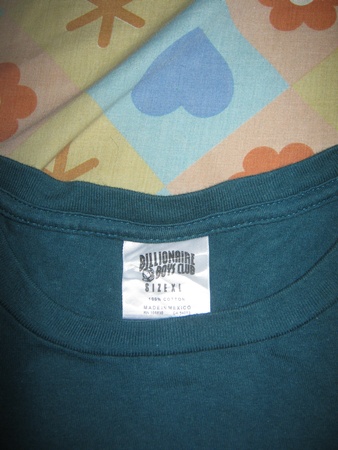 BILLIONAIRE
BOYS CLUB
SIZE XL
100% COTTON
MADE IN MEXICO